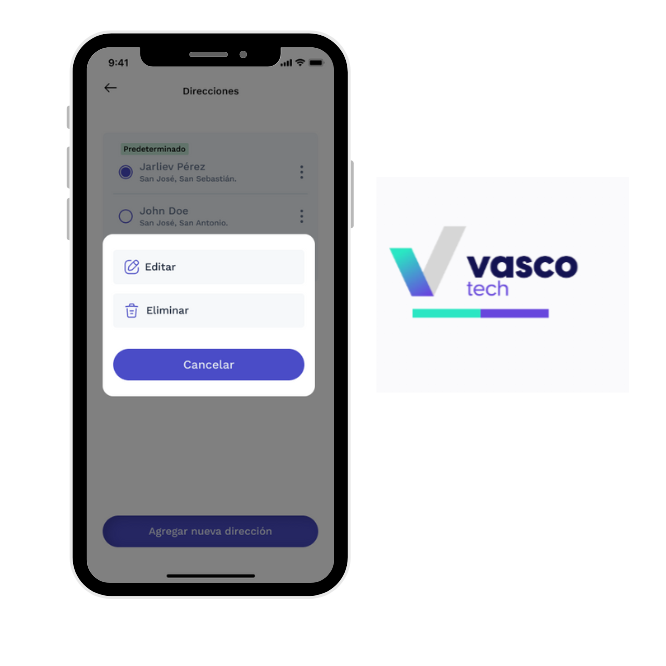 9:41
Direcciones
Predeterminado
Jarliev Pérez
San José, San Sebastián.
John Doe
San José, San Antonio.
Editar
Eliminar
Cancelar
Agregar nueva dirección
vasco
tech